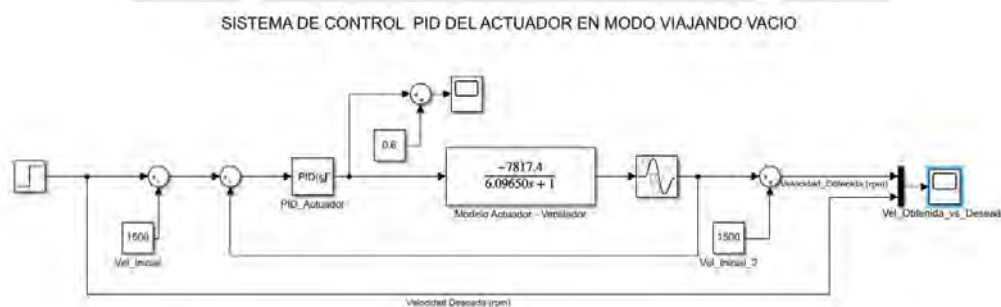 SISTEMA DE CONTROL PID DEL ACTUADOR EN MODO VIAJANDO VACIO
0.6
PID(s)
PID_Actuador
-7817.4
6.09650s + 1
Modelo Actuador - Ventilador
Velocidad_Obtenida (rpm)
Vel_Obtenida_vs_Desead
1500
Vel_Inicial
1500
Vel_Inicial_2
Velocidad Deseada (rpm)